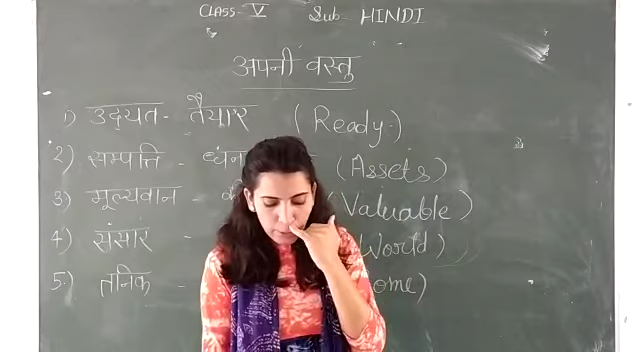 CLASS- V Sub- HINDI
अपनी वस्तु
1) उद्यत- तैयार (Ready.)
2) सम्पत्ति - (Assets)
3) मूल्यवान - (Valuable)
4) संसार - World)
5.) तनिक -